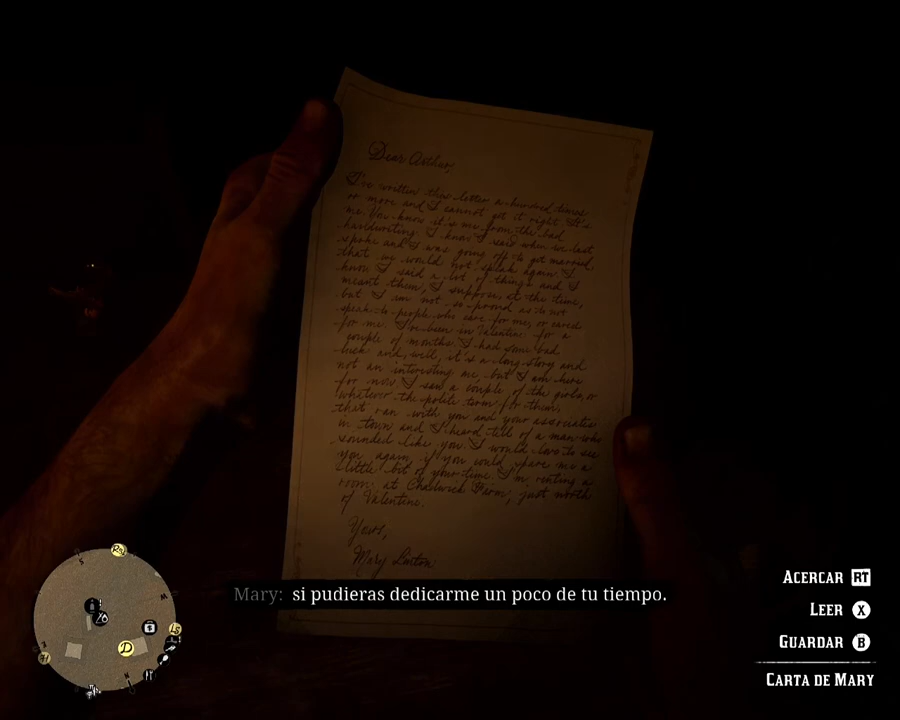 Dear Arthur,
I've written this letter a hundred times
or more and I cannot get it right. It's
me. You know it's me from the bad
handwriting. I know I said when we last
spoke and I was going off to get married,
that we would not speak again. I
know I said a lot of things and I
meant them, I suppose, at the time,
but I am not so proud as to not
speak to people who care for me, or cared
for me. I've been in Valentine for a
couple of months. I had some bad
luck and, well, it's a long story and
not an interesting one, but I am here
for now. I saw a couple of the girls, or
whatever the polite term for them,
that ran with you and your associates
in town and I heard tell of a man who
sounded like you. I would love to see
you again, if you would spare me a
little bit of your time. I'm renting a
room at Chadwick Farm, just north
of Valentine.
Yours,
Mary Linton
Mary: si pudieras dedicarme un poco de tu tiempo.
ACERCAR RT
LEER X
GUARDAR B
CARTA DE MARY
D